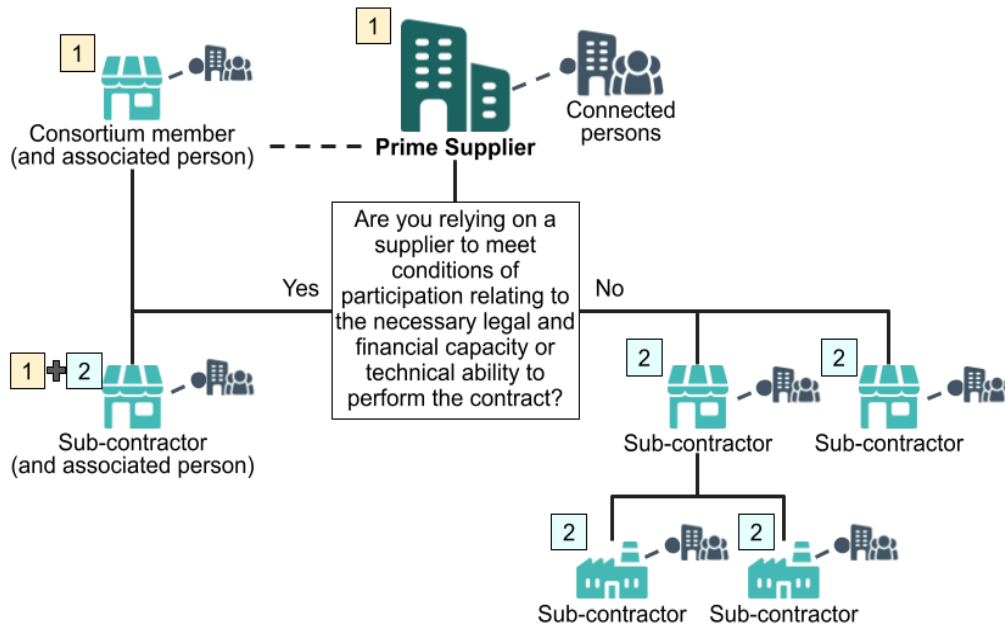 1
1
Consortium member
(and associated person)
Connected
persons
Prime Supplier
Are you relying on a
supplier to meet
conditions of
participation relating to
the necessary legal and
financial capacity or
technical ability to
perform the contract?
Yes
No
1 + 2
Sub-contractor
(and associated person)
2
Sub-contractor
2
Sub-contractor
2
Sub-contractor
2
Sub-contractor